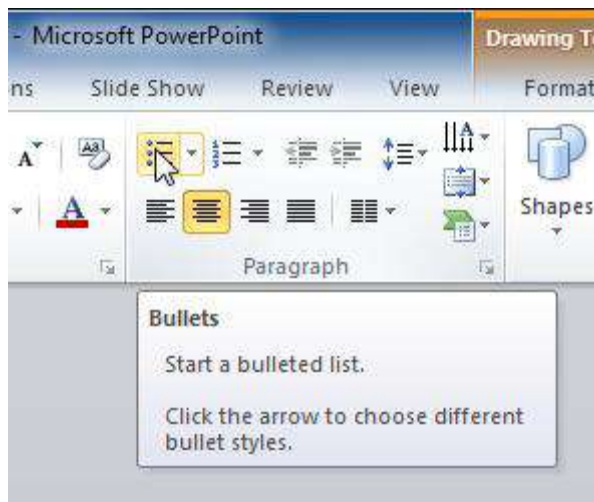 - Microsoft PowerPoint
Drawing To
ns Slide Show Review View Format
A Aa
A Shapes
Paragraph
Bullets
Start a bulleted list.
Click the arrow to choose different
bullet styles.